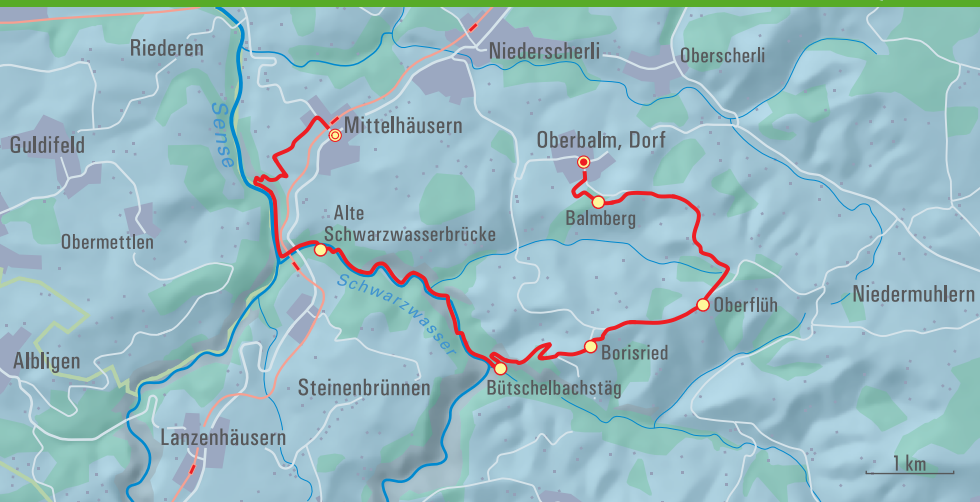 Riederen
Niederscherli
Oberscherli
Sense
Mittelhäusern
Guldifeld
Oberbalm, Dorf
Balmberg
Alte
Schwarzwasserbrücke
Obermettlen
Schwarzwasser
Niedermuhlern
Oberflüh
Borisried
Albligen
Steinenbrünnen
Bütschelbachstäg
Lanzenhäusern
1 km